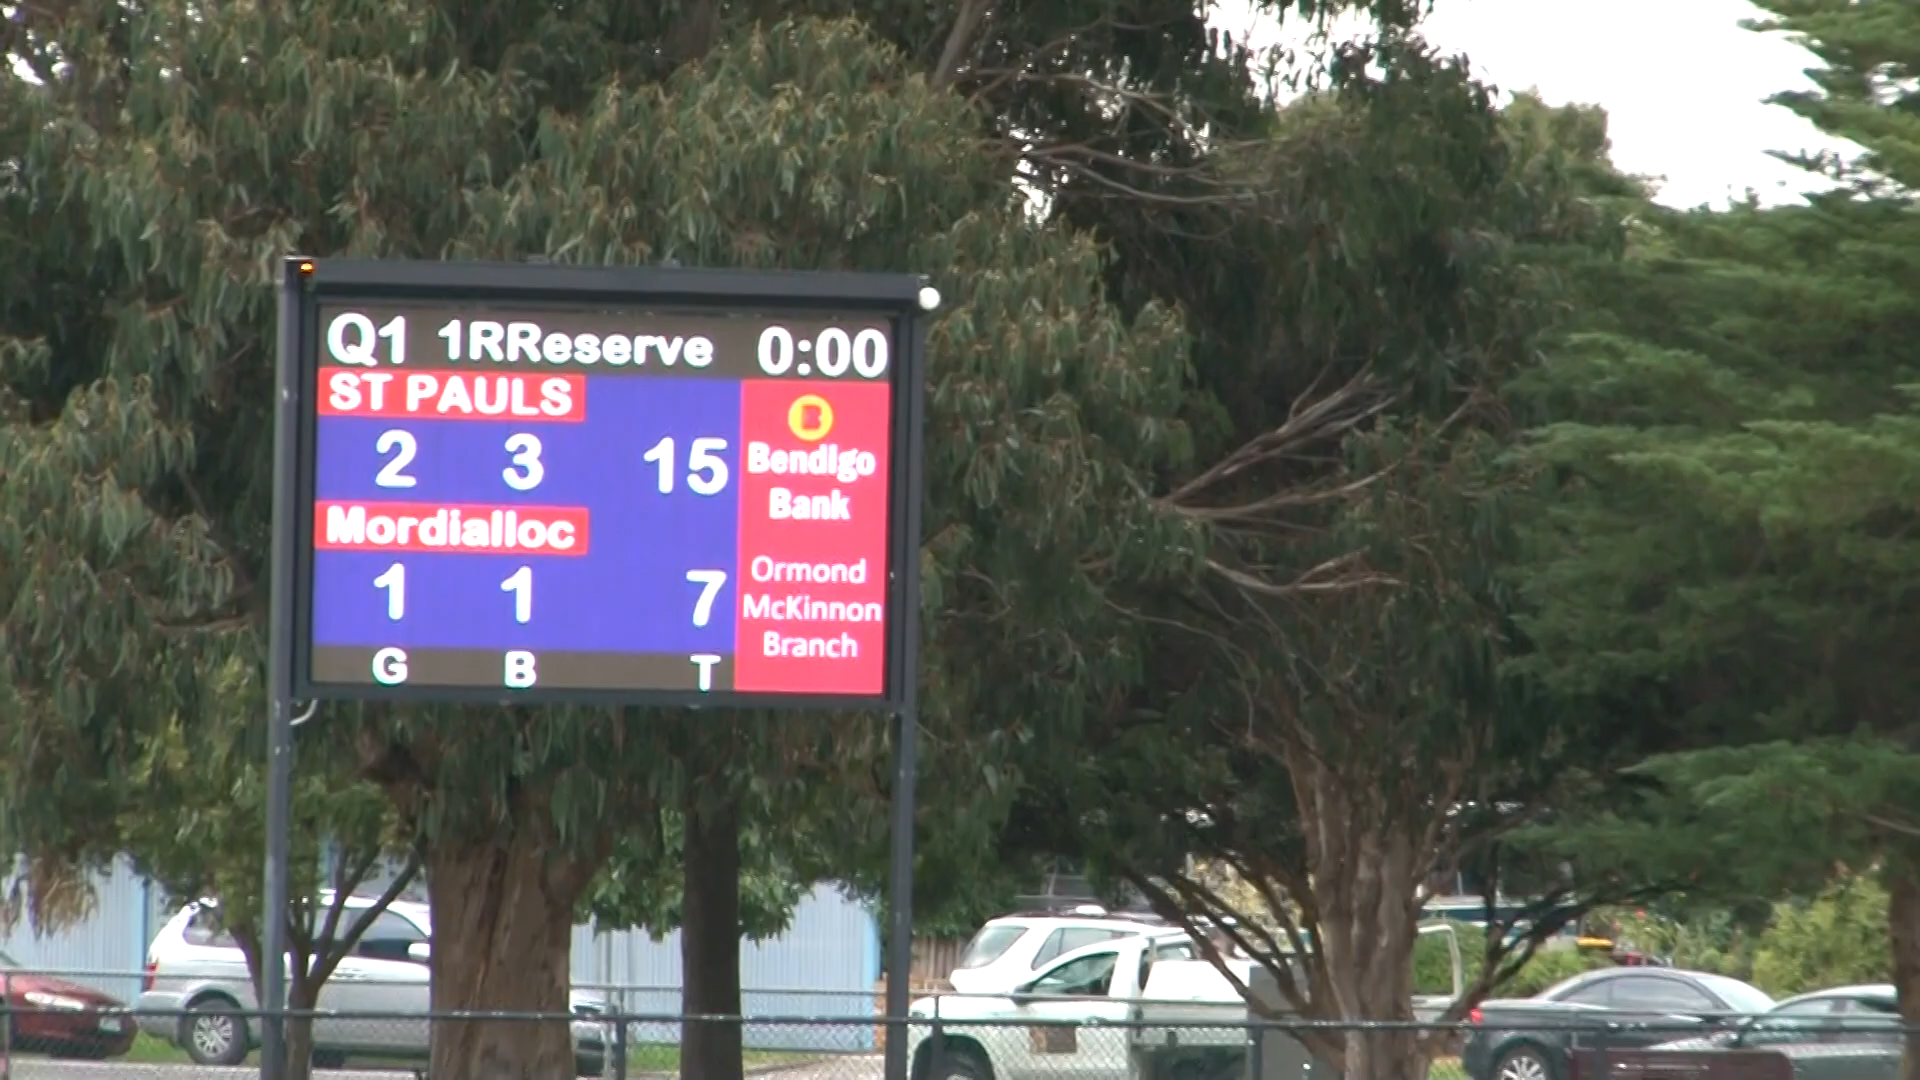 Q1 1RReserve 0:00
ST PAULS
2 3 15
Mordialloc
1 1 7
G B T
B
Bendigo
Bank
Ormond
McKinnon
Branch